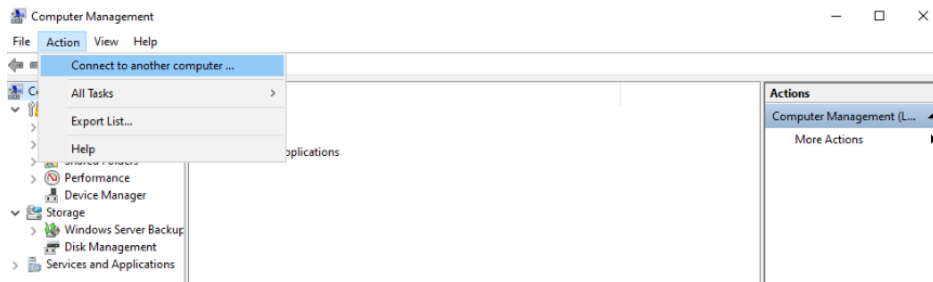 Computer Management
File Action View Help
Connect to another computer ...
All Tasks
Export List...
Help
Performance
Device Manager
Storage
Windows Server Backup
Disk Management
Services and Applications
Actions
Computer Management (L...
More Actions